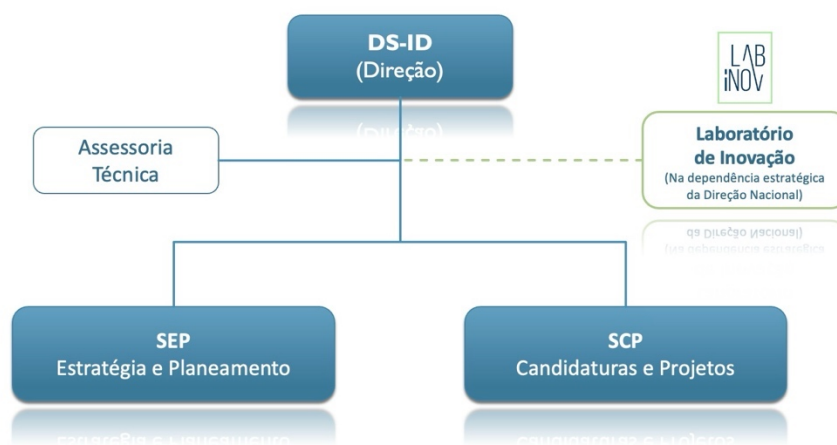 DS-ID
(Direção)
LAB
iNOV
Assessoria
Técnica
Laboratório
de Inovação
(Na dependência estratégica
da Direção Nacional)
SEP
Estratégia e Planeamento
SCP
Candidaturas e Projetos